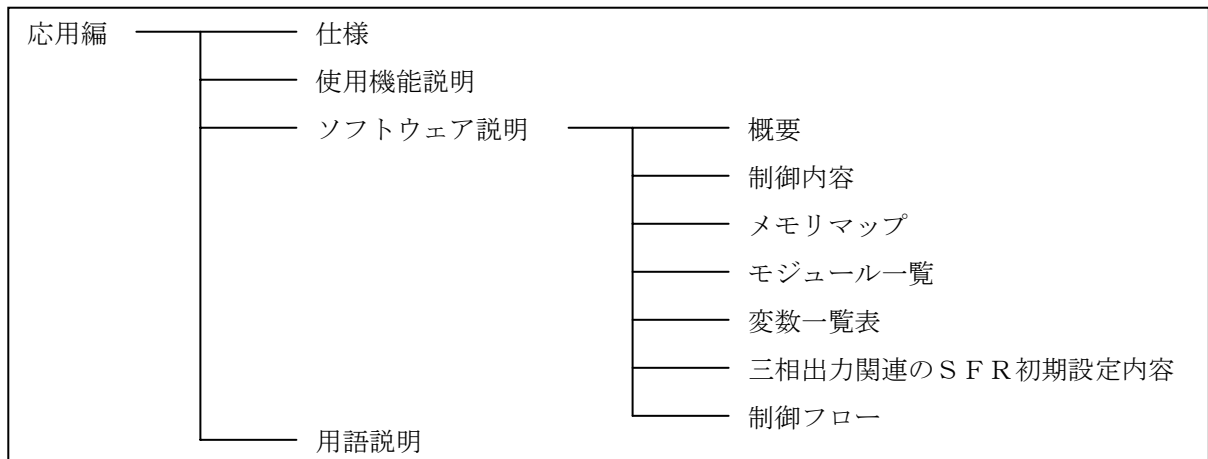 応用編
仕様
使用機能説明
ソフトウェア説明
概要
制御内容
メモリマップ
モジュール一覧
変数一覧表
三相出力関連のSFR初期設定内容
制御フロー
用語説明